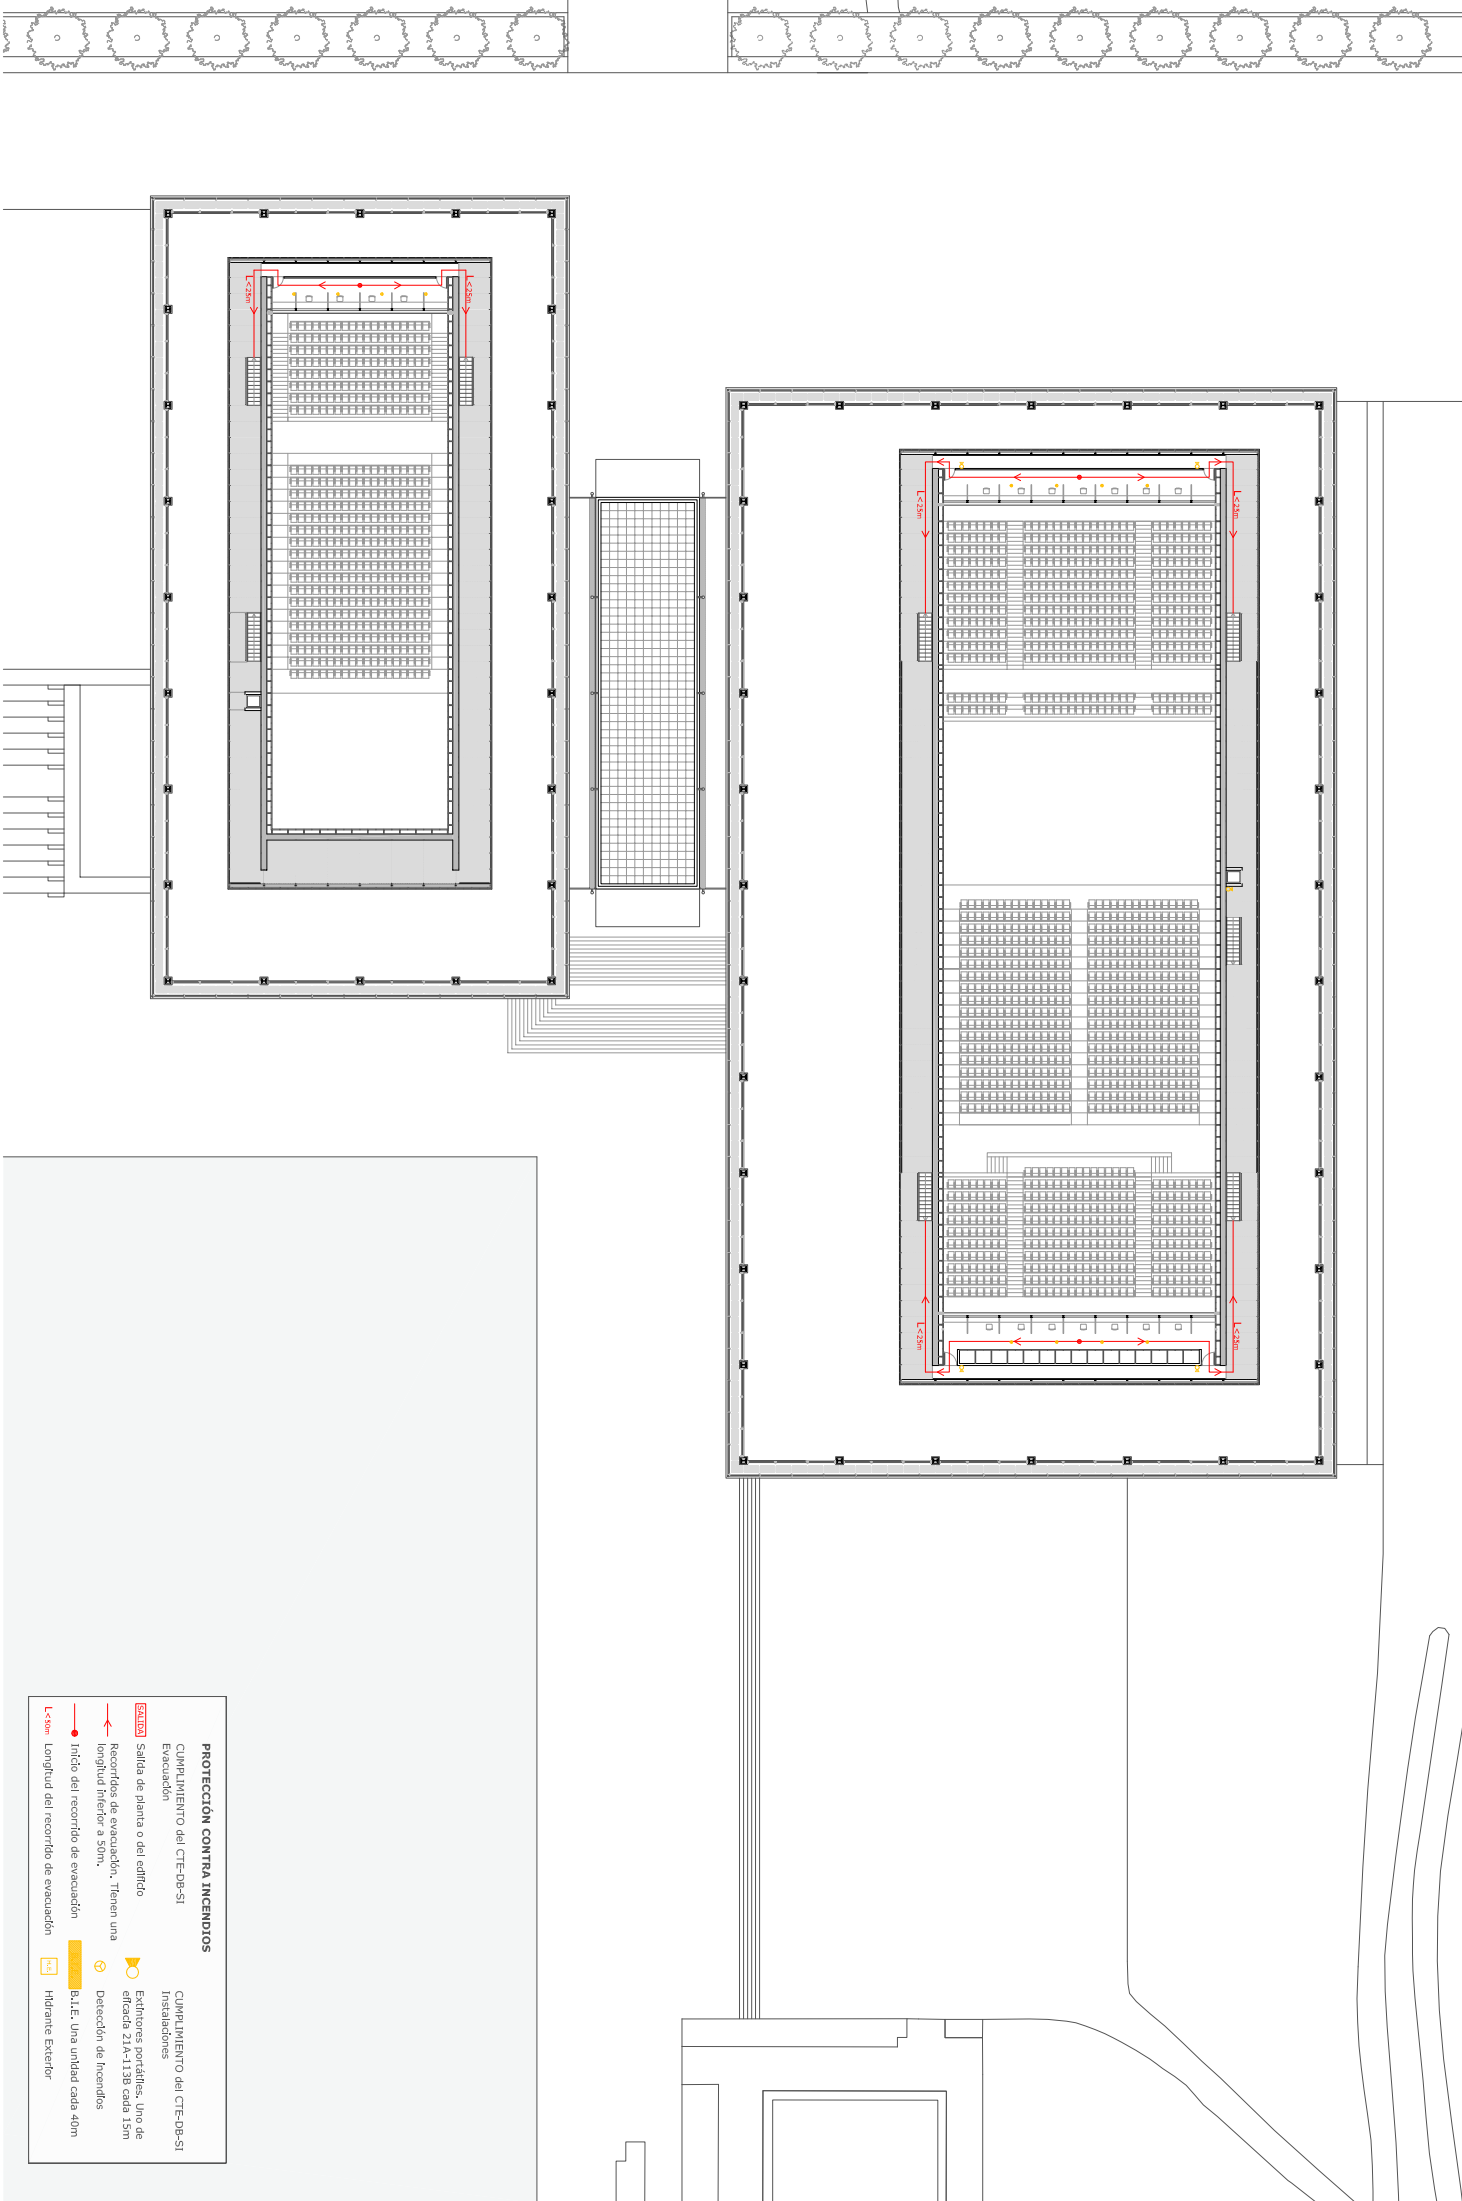 L<25m
L<25m
L<25m
L<25m
L<25m
L<25m
PROTECCIÓN CONTRA INCENDIOS
CUMPLIMIENTO del CTE-DB-SI
Evacuación
SALIDA
Salida de planta o del edificio
Recorridos de evacuación. Tienen una
longitud inferior a 50m.
Inicio del recorrido de evacuación
L<50m
Longitud del recorrido de evacuación
CUMPLIMIENTO del CTE-DB-SI
Instalaciones
Extintores portátiles. Uno de
eficacia 21A-113B cada 15m
Detección de incendios
B.I.E. Una unidad cada 40m
Hidrante Exterior